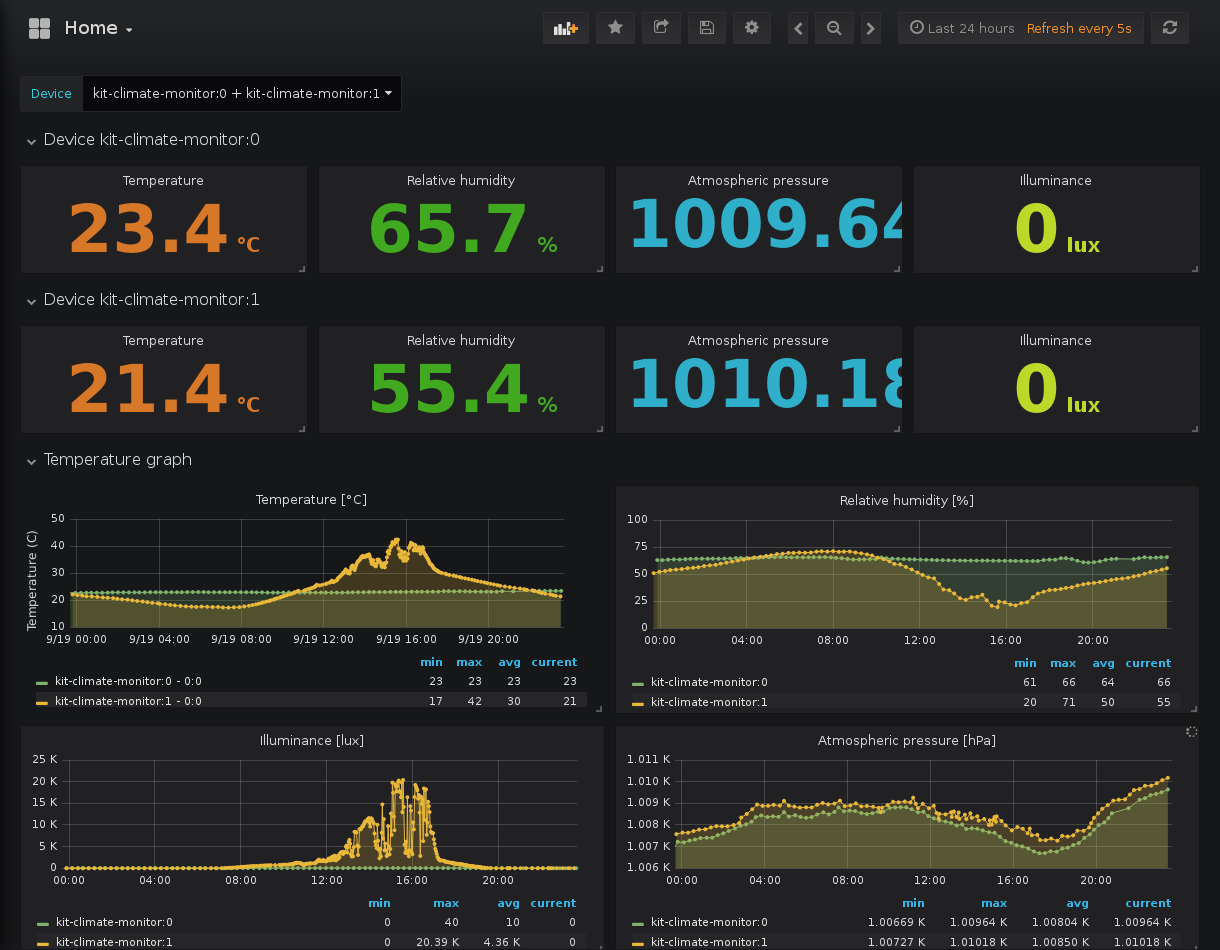 Home
Last 24 hours Refresh every 5s
Device kit-climate-monitor:0 + kit-climate-monitor:1
Device kit-climate-monitor:0
Temperature Relative humidity Atmospheric pressure Illuminance
23.4 °C 65.7 % 1009.64 0 lux
Device kit-climate-monitor:1
Temperature Relative humidity Atmospheric pressure Illuminance
21.4 °C 55.4 % 1010.18 0 lux
Temperature graph
Temperature [°C]
Temperature (C)
50
40
30
20
10
9/19 00:00 9/19 04:00 9/19 08:00 9/19 12:00 9/19 16:00 9/19 20:00
min max avg current
kit-climate-monitor:0 - 0:0 23 23 23 23
kit-climate-monitor:1 - 0:0 17 42 30 21
Relative humidity [%]
100
75
50
25
0
00:00 04:00 08:00 12:00 16:00 20:00
min max avg current
kit-climate-monitor:0 61 66 64 66
kit-climate-monitor:1 20 71 50 55
Illuminance [lux]
25 K
20 K
15 K
10 K
5 K
0
00:00 04:00 08:00 12:00 16:00 20:00
min max avg current
kit-climate-monitor:0 0 40 10 0
kit-climate-monitor:1 0 20.39 K 4.36 K 0
Atmospheric pressure [hPa]
1.011 K
1.010 K
1.009 K
1.008 K
1.007 K
1.006 K
00:00 04:00 08:00 12:00 16:00 20:00
min max avg current
kit-climate-monitor:0 1.00669 K 1.00964 K 1.00804 K 1.00964 K
kit-climate-monitor:1 1.00727 K 1.01018 K 1.00850 K 1.01018 K